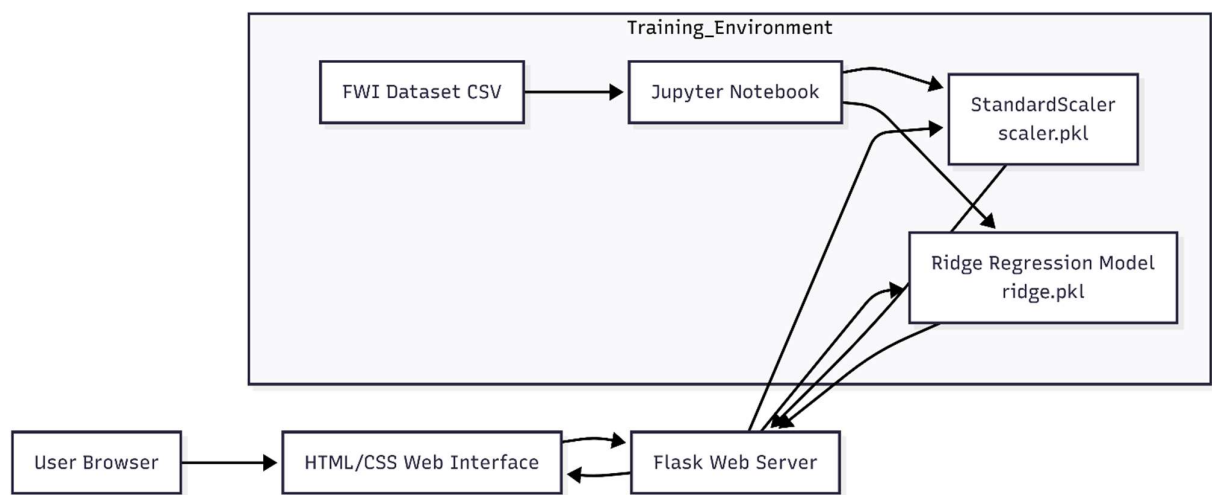 Training_Environment
FWI Dataset CSV
Jupyter Notebook
StandardScaler
scaler.pkl
Ridge Regression Model
ridge.pkl
User Browser
HTML/CSS Web Interface
Flask Web Server